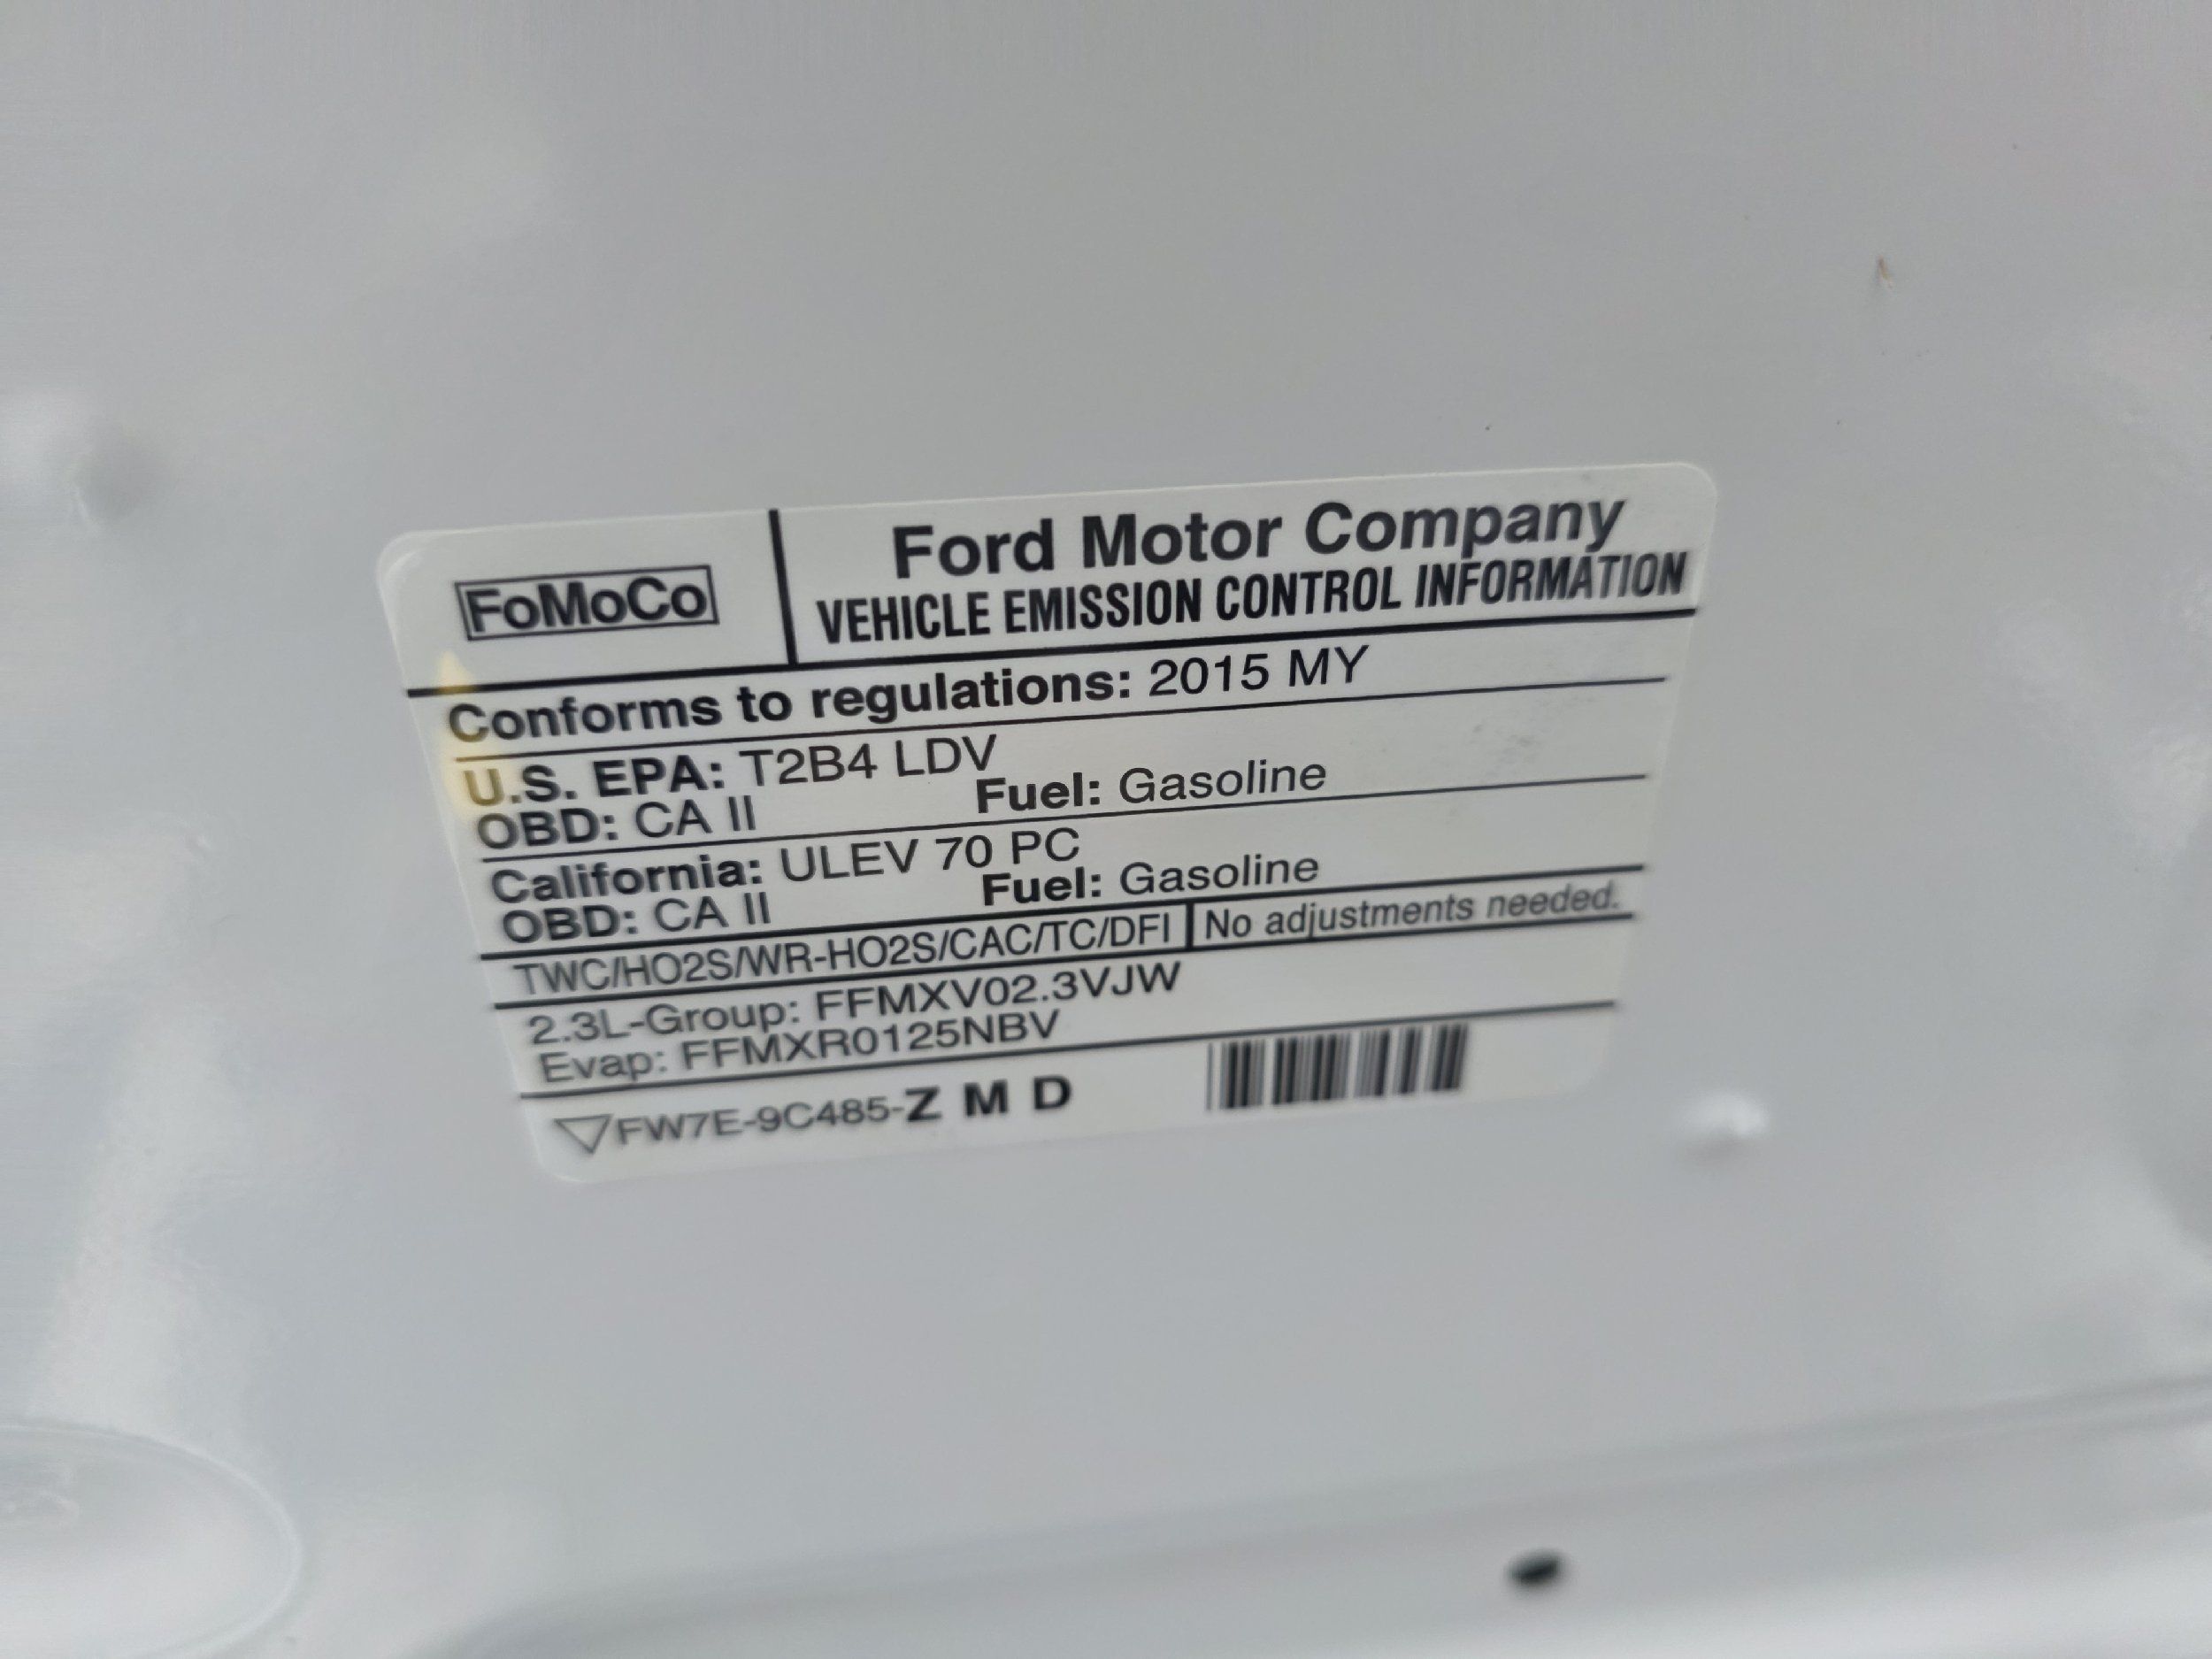 FoMoCo
Ford Motor Company
VEHICLE EMISSION CONTROL INFORMATION
Conforms to regulations: 2015 MY
U.S. EPA: T2B4 LDV
OBD: CA II Fuel: Gasoline
California: ULEV 70 PC
OBD: CA II Fuel: Gasoline
TWC/HO2S/WR-HO2S/CAC/TC/DFI No adjustments needed.
2.3L-Group: FFMXV02.3VJW
Evap: FFMXR0125NBV
FW7E-9C485-Z M D